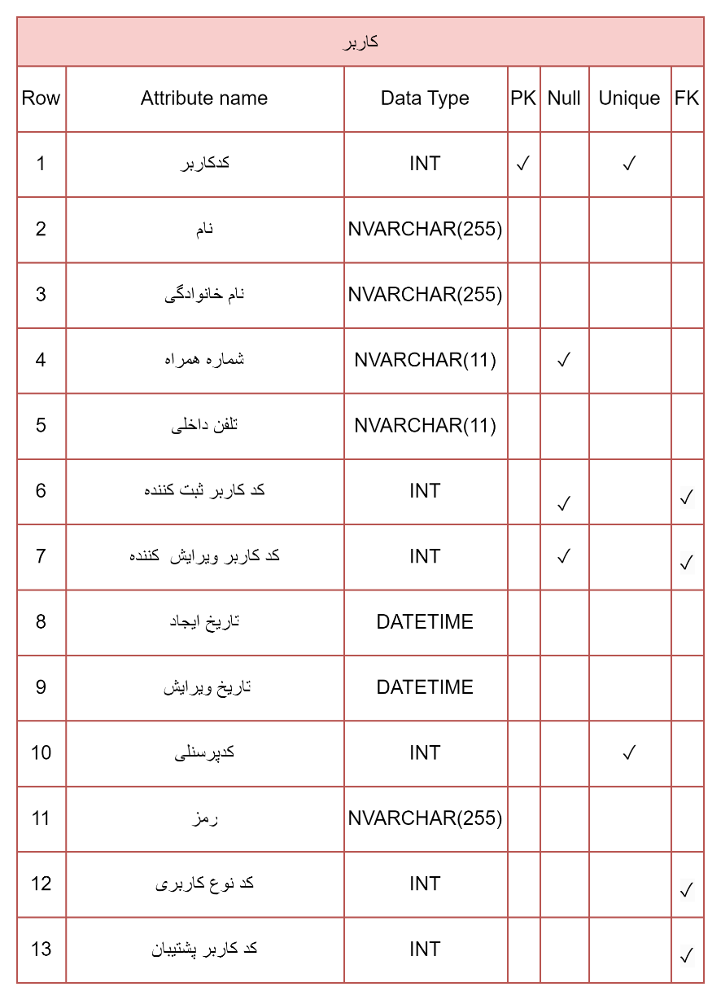 کاربر
Row Attribute name Data Type PK Null Unique FK
1 کدکاربر INT ✓ ✓
2 نام NVARCHAR(255)
3 نام خانوادگی NVARCHAR(255)
4 شماره همراه NVARCHAR(11) ✓
5 تلفن داخلی NVARCHAR(11)
6 کد کاربر ثبت کننده INT ✓ ✓
7 کد کاربر ویرایش کننده INT ✓ ✓
8 تاریخ ایجاد DATETIME
9 تاریخ ویرایش DATETIME
10 کدپرسنلی INT ✓
11 رمز NVARCHAR(255)
12 کد نوع کاربری INT ✓
13 کد کاربر پشتیبان INT ✓